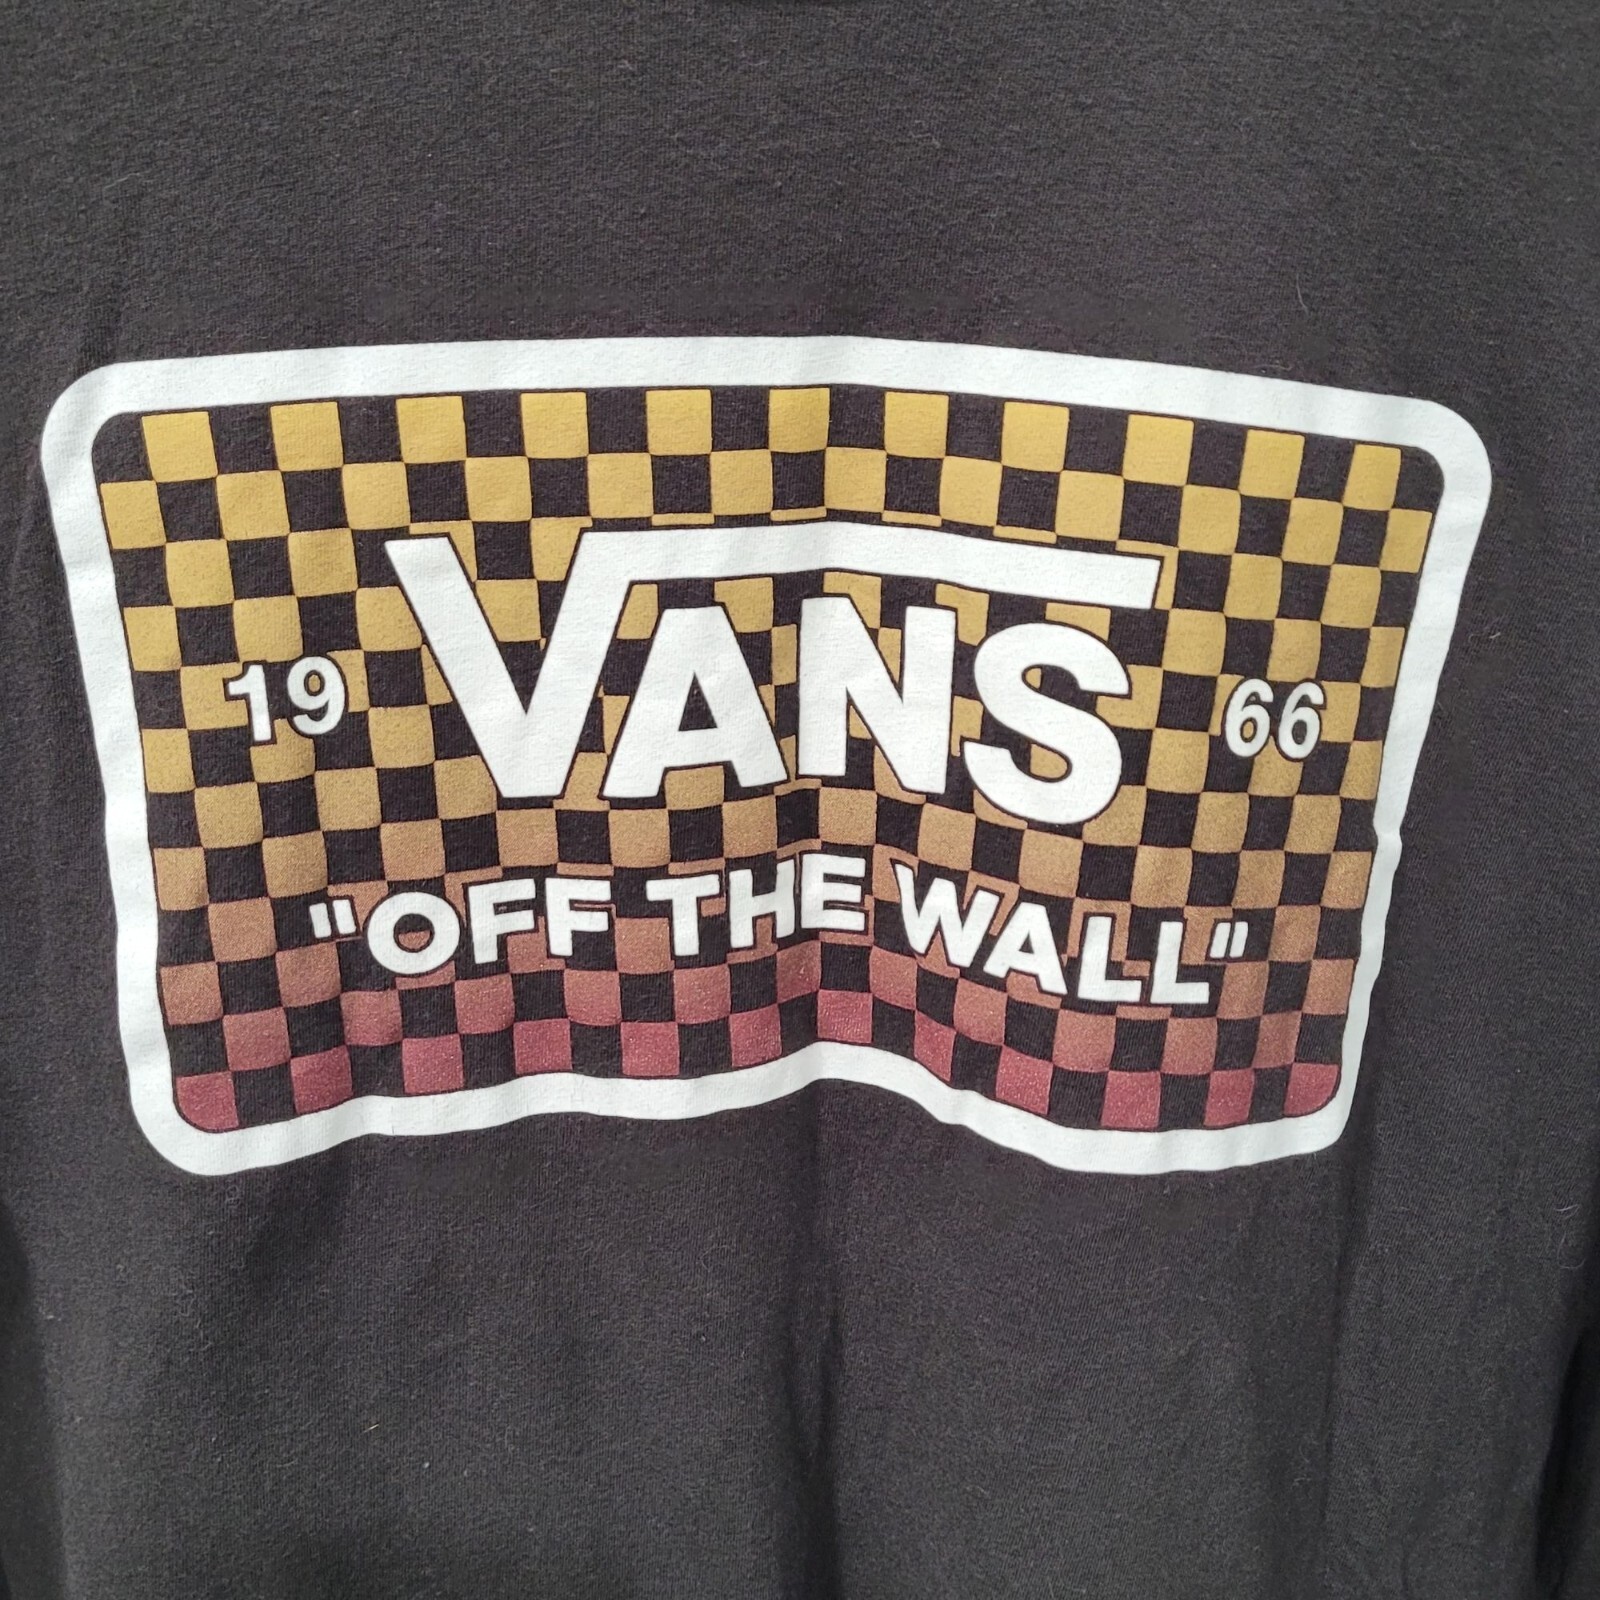 VANS
19 66
"OFF THE WALL"